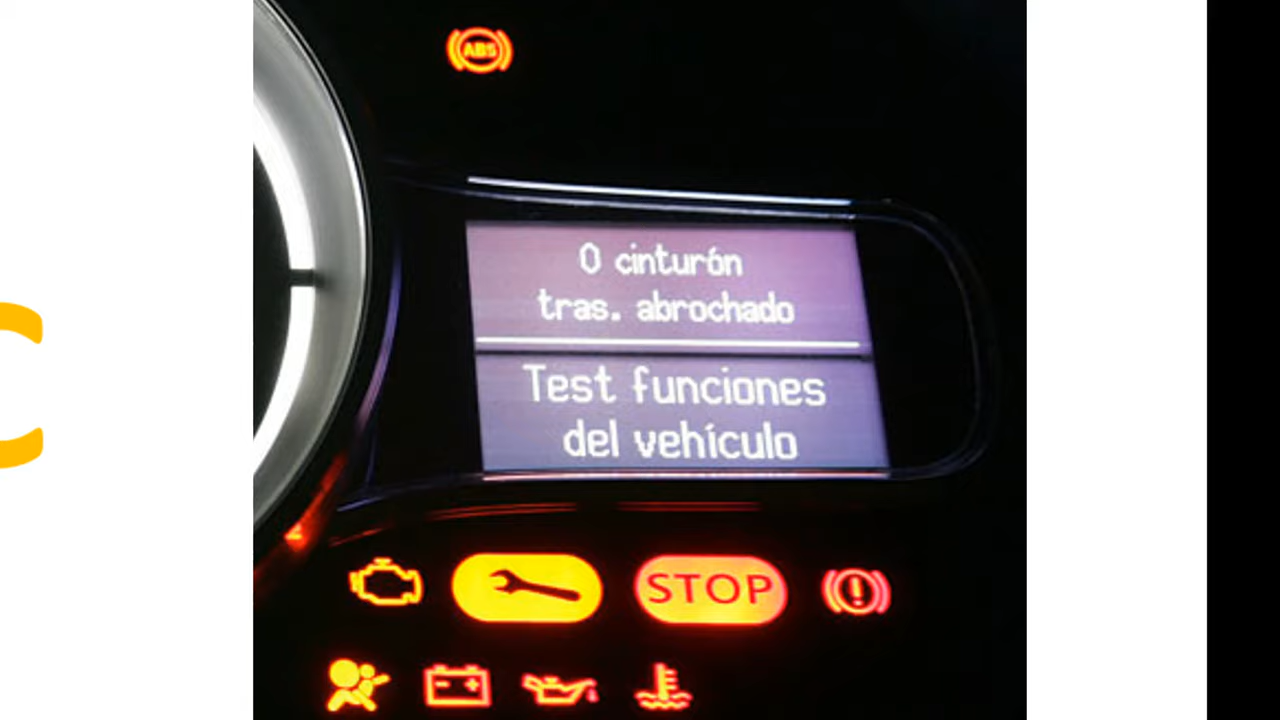 ABS
0 cinturón
tras. abrochado
Test funciones
del vehículo
STOP